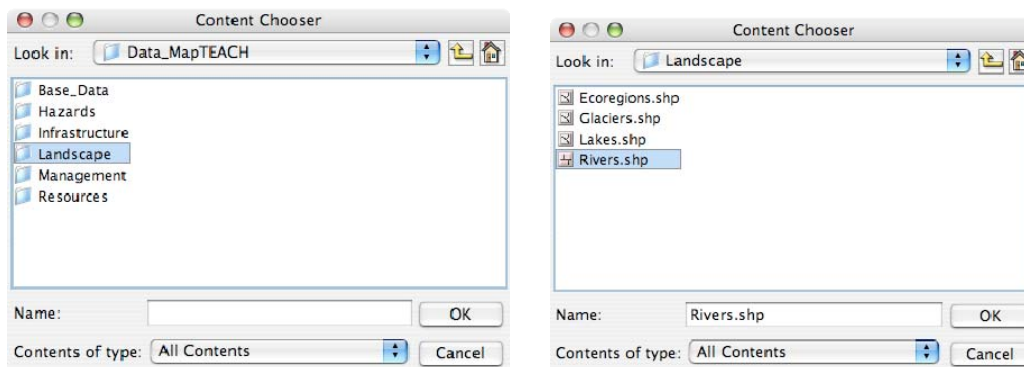 Content Chooser
Look in: Data_MapTEACH
Base_Data
Hazards
Infrastructure
Landscape
Management
Resources
Name:
OK
Contents of type: All Contents
Cancel
Content Chooser
Look in: Landscape
Ecoregions.shp
Glaciers.shp
Lakes.shp
Rivers.shp
Name: Rivers.shp
OK
Contents of type: All Contents
Cancel